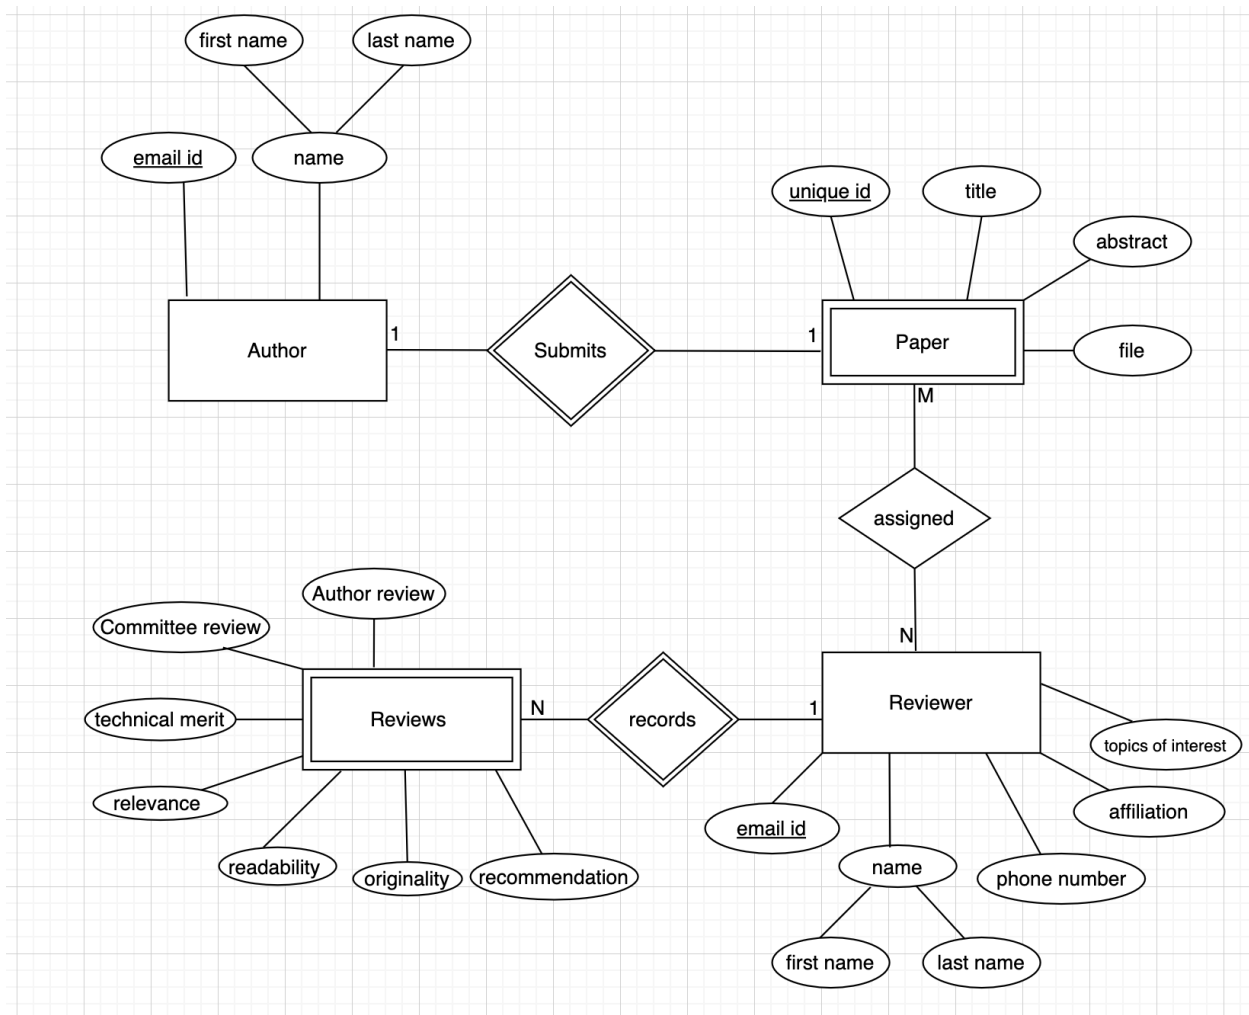 first name
last name
email id
name
unique id
title
abstract
file
Author
1
Submits
1
Paper
M
assigned
N
Author review
Committee review
technical merit
relevance
readability
originality
recommendation
Reviews
N
records
1
Reviewer
topics of interest
affiliation
email id
name
phone number
first name
last name